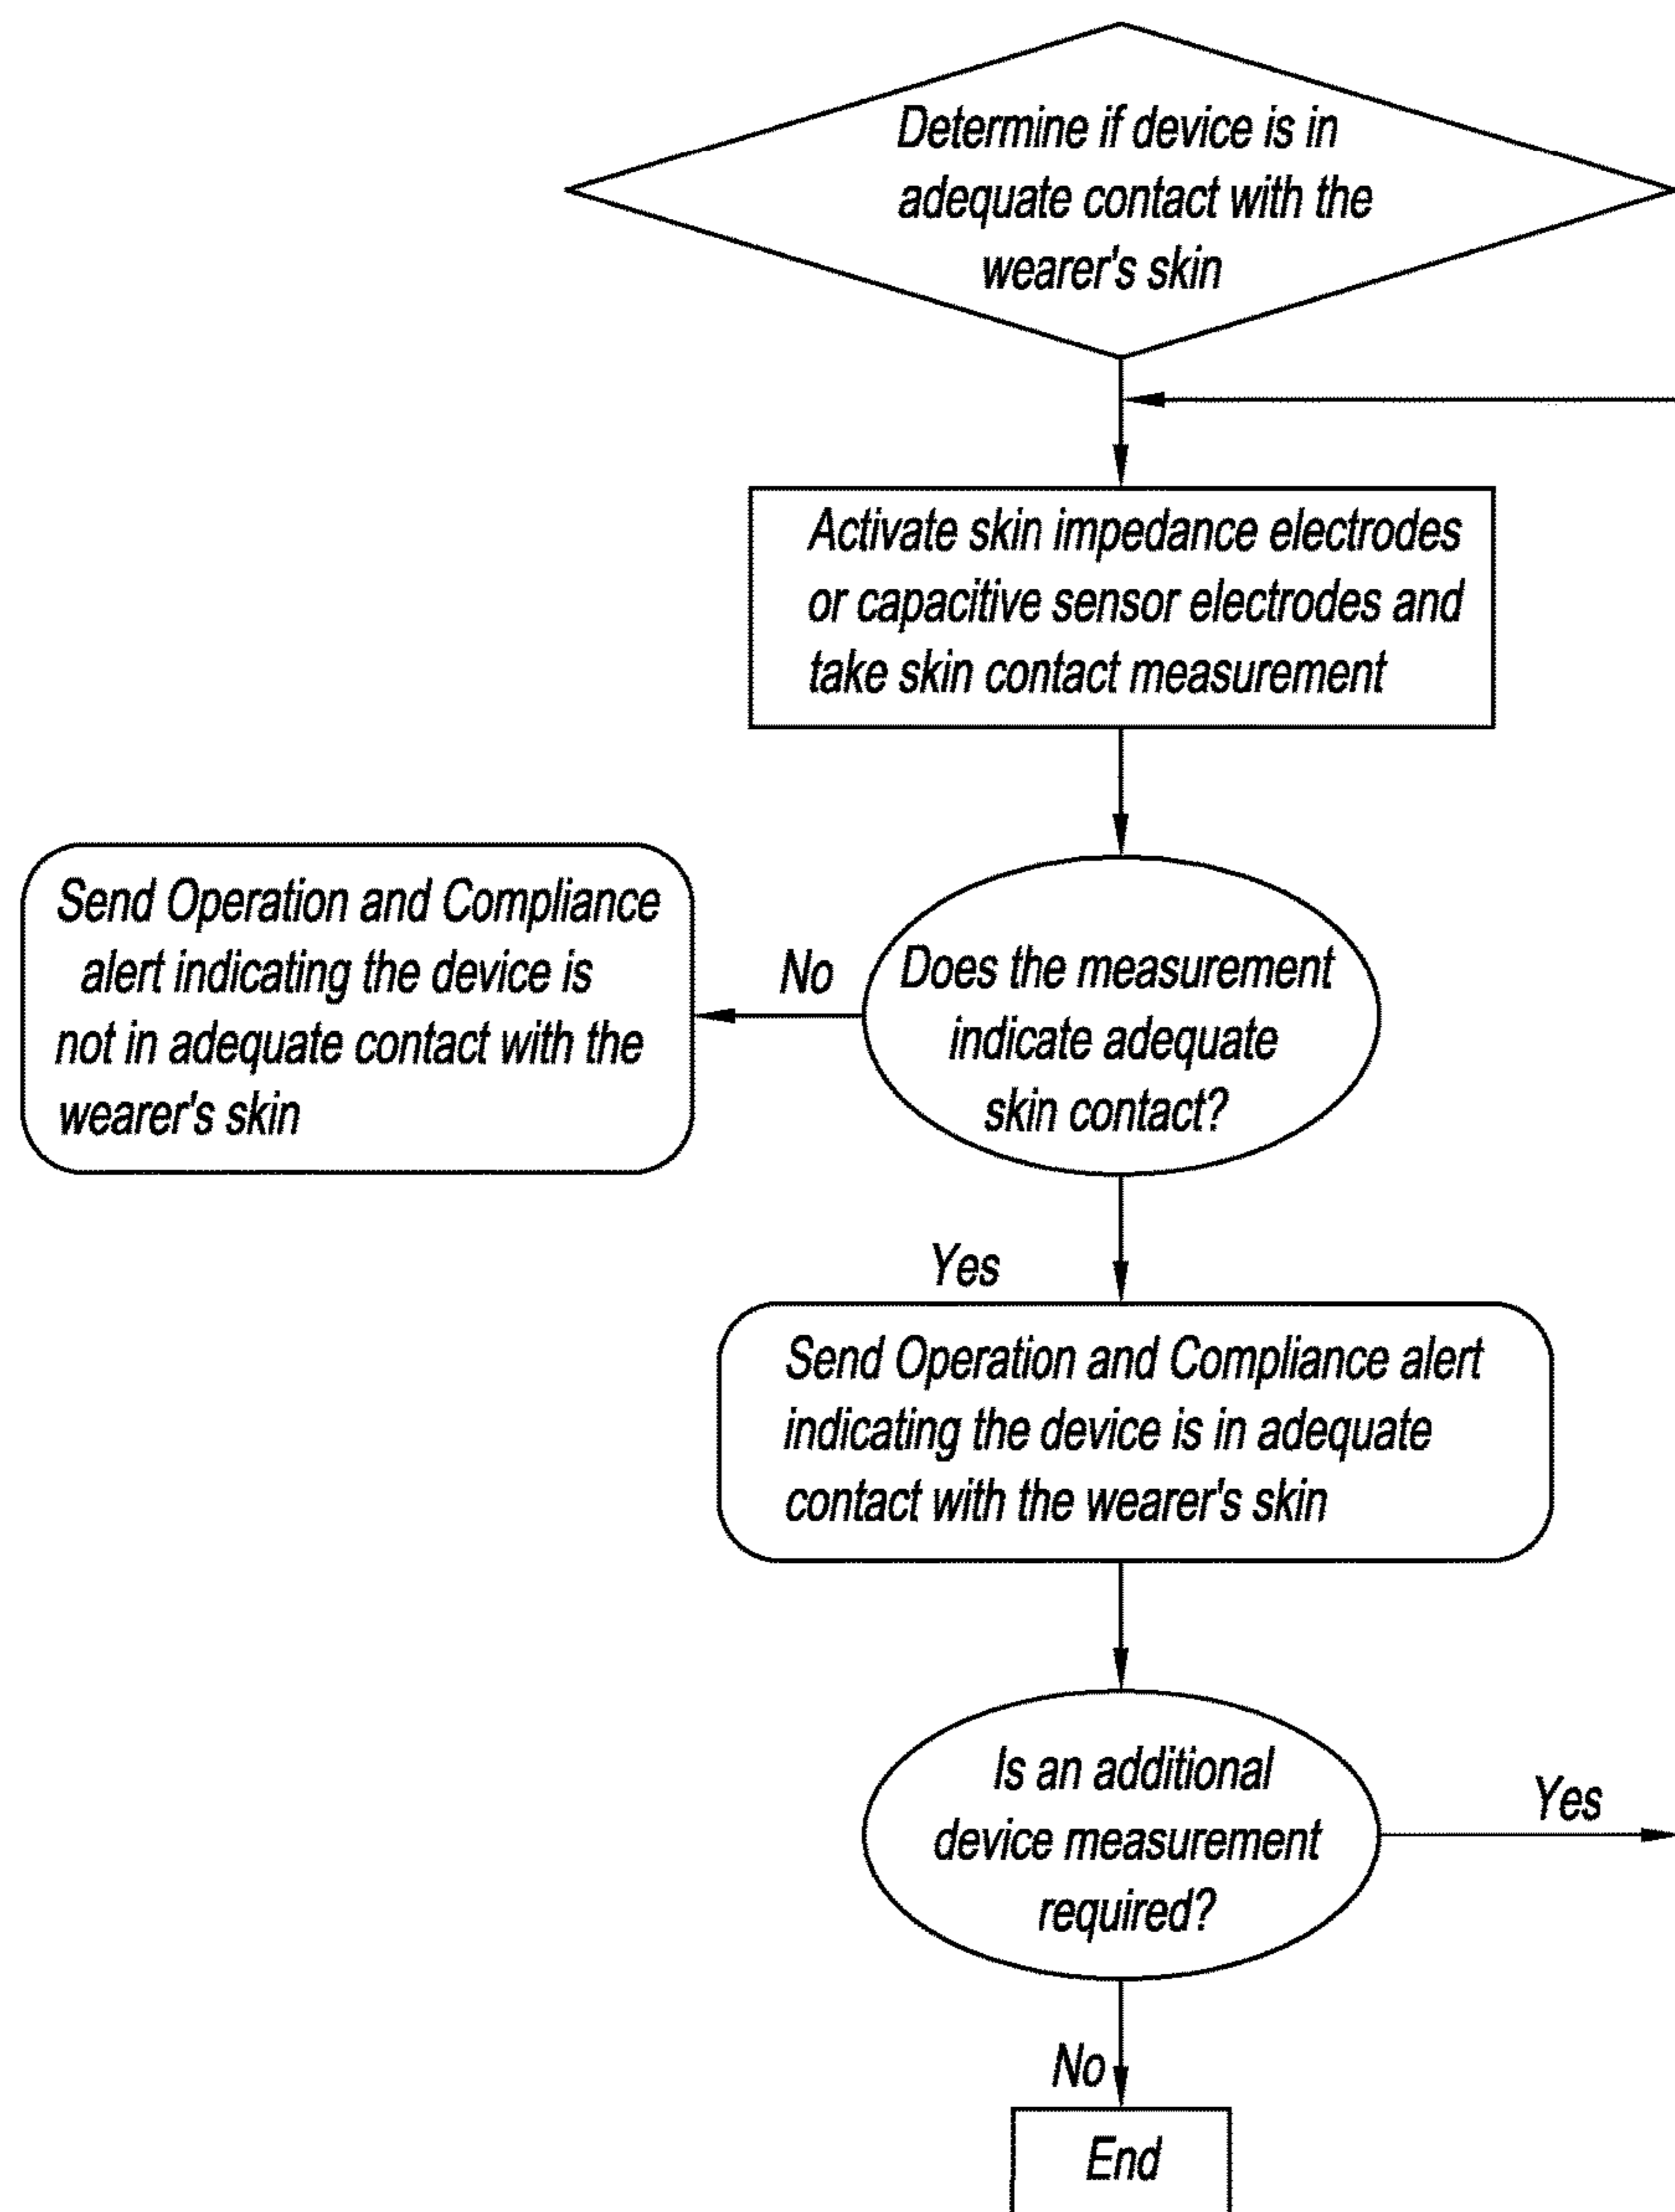 Determine if device is in
adequate contact with the
wearer's skin
Activate skin impedance electrodes
or capacitive sensor electrodes and
take skin contact measurement
Send Operation and Compliance
alert indicating the device is
not in adequate contact with the
wearer's skin
No
Does the measurement
indicate adequate
skin contact?
Yes
Send Operation and Compliance alert
indicating the device is in adequate
contact with the wearer's skin
Is an additional
device measurement
required?
Yes
No
End